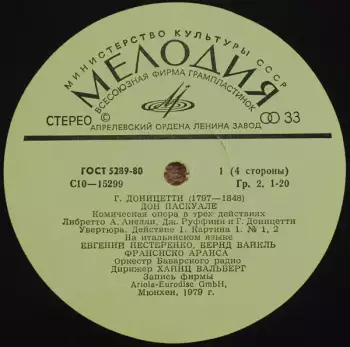 МИНИСТЕРСТВО КУЛЬТУРЫ СССР
МЕЛОДИЯ
ВСЕСОЮЗНАЯ ФИРМА ГРАМПЛАСТИНОК
СТЕРЕО © 33
АПРЕЛЕВСКИЙ ОРДЕНА ЛЕНИНА ЗАВОД
ГОСТ 5289-80 1 (4 стороны)
С10—15299 Гр. 2. 1-20
Г. ДОНИЦЕТТИ (1797—1848)
ДОН ПАСКУАЛЕ
Комическая опера в трех действиях
Либретто А. Анелли, Дж. Руффини и Г. Доницетти
Увертюра. Действие 1. Картина 1. № 1, 2
На итальянском языке
ЕВГЕНИЙ НЕСТЕРЕНКО, БЕРНД ВАЙКЛЬ
ФРАНСИСКО АРАИСА
Оркестр Баварского радио
Дирижер ХАЙНЦ ВАЛЬБЕРГ
Запись фирмы
Ariola-Eurodisc GmbH,
Мюнхен, 1979 г.